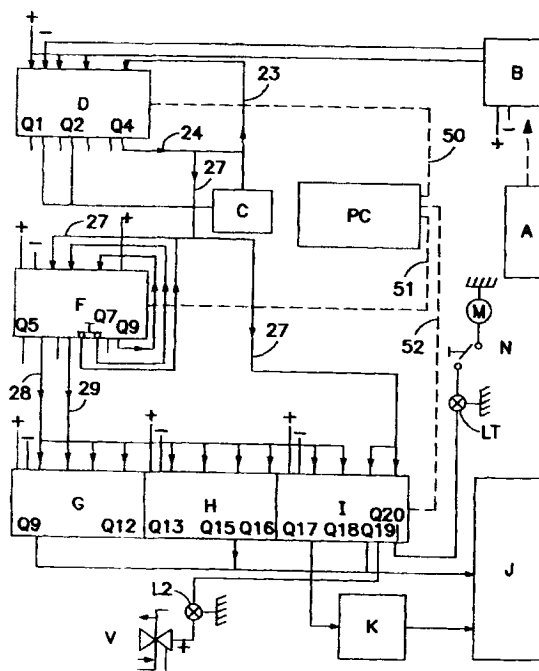 + −
B
D
23
Q1 Q2 Q4
24
50
+ −
27
C
PC
A
+ 27 +
−
51
F
Q7
Q5 Q9
M
52
N
27
28 29
LT
+ − + − + −
G H I
Q20
Q9 Q12 Q13 Q15 Q16 Q17 Q18 Q19
J
L2
K
V +